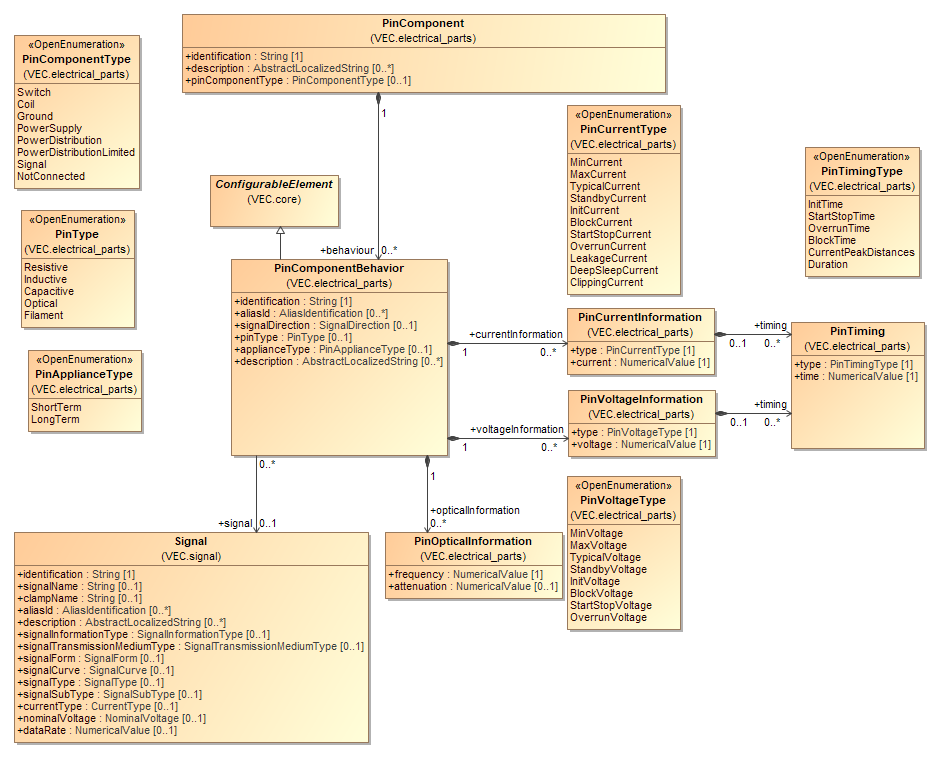 PinComponent
(VEC.electrical_parts)
+identification : String [1]
+description : AbstractLocalizedString [0..*]
+pinComponentType : PinComponentType [0..1]
«OpenEnumeration»
PinComponentType
(VEC.electrical_parts)
Switch
Coil
Ground
PowerSupply
PowerDistribution
PowerDistributionLimited
Signal
NotConnected
1
«OpenEnumeration»
PinCurrentType
(VEC.electrical_parts)
MinCurrent
MaxCurrent
TypicalCurrent
StandbyCurrent
InitCurrent
BlockCurrent
StartStopCurrent
OverrunCurrent
LeakageCurrent
DeepSleepCurrent
ClippingCurrent
«OpenEnumeration»
PinTimingType
(VEC.electrical_parts)
InitTime
StartStopTime
OverrunTime
BlockTime
CurrentPeakDistances
Duration
ConfigurableElement
(VEC.core)
«OpenEnumeration»
PinType
(VEC.electrical_parts)
Resistive
Inductive
Capacitive
Optical
Filament
+behaviour 0..*
PinComponentBehavior
(VEC.electrical_parts)
+identification : String [1]
+aliasId : AliasIdentification [0..*]
+signalDirection : SignalDirection [0..1]
+pinType : PinType [0..1]
+applianceType : PinApplianceType [0..1]
+description : AbstractLocalizedString [0..*]
+currentInformation
1 0..*
PinCurrentInformation
(VEC.electrical_parts)
+type : PinCurrentType [1]
+current : NumericalValue [1]
+timing
0..1 0..*
PinTiming
(VEC.electrical_parts)
+type : PinTimingType [1]
+time : NumericalValue [1]
«OpenEnumeration»
PinApplianceType
(VEC.electrical_parts)
ShortTerm
LongTerm
+voltageInformation
1 0..*
PinVoltageInformation
(VEC.electrical_parts)
+type : PinVoltageType [1]
+voltage : NumericalValue [1]
+timing
0..1 0..*
0..*
+signal 0..1
1
+opticalInformation
0..*
«OpenEnumeration»
PinVoltageType
(VEC.electrical_parts)
MinVoltage
MaxVoltage
TypicalVoltage
StandbyVoltage
InitVoltage
BlockVoltage
StartStopVoltage
OverrunVoltage
Signal
(VEC.signal)
+identification : String [1]
+signalName : String [0..1]
+clampName : String [0..1]
+aliasId : AliasIdentification [0..*]
+description : AbstractLocalizedString [0..*]
+signalInformationType : SignalInformationType [0..1]
+signalTransmissionMediumType : SignalTransmissionMediumType [0..1]
+signalForm : SignalForm [0..1]
+signalCurve : SignalCurve [0..1]
+signalType : SignalType [0..1]
+signalSubType : SignalSubType [0..1]
+currentType : CurrentType [0..1]
+nominalVoltage : NominalVoltage [0..1]
+dataRate : NumericalValue [0..1]
PinOpticalInformation
(VEC.electrical_parts)
+frequency : NumericalValue [1]
+attenuation : NumericalValue [0..1]